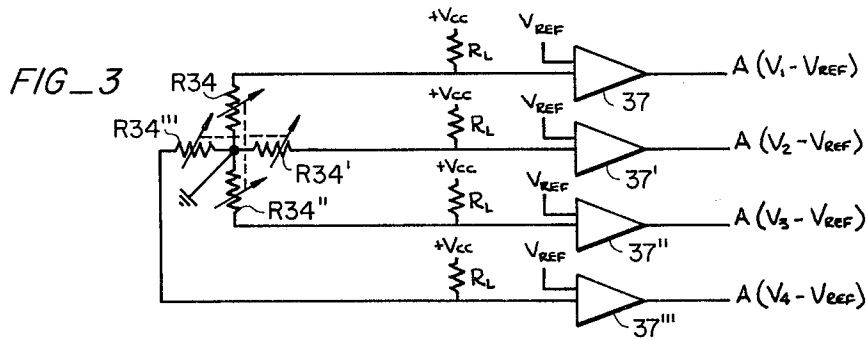 FIG_3
R34
R34'''
R34'
R34''
+Vcc
RL
VREF
37
A (V1 - VREF)
+Vcc
RL
VREF
37'
A (V2 - VREF)
+Vcc
RL
VREF
37''
A (V3 - VREF)
+Vcc
RL
VREF
37'''
A (V4 - VREF)